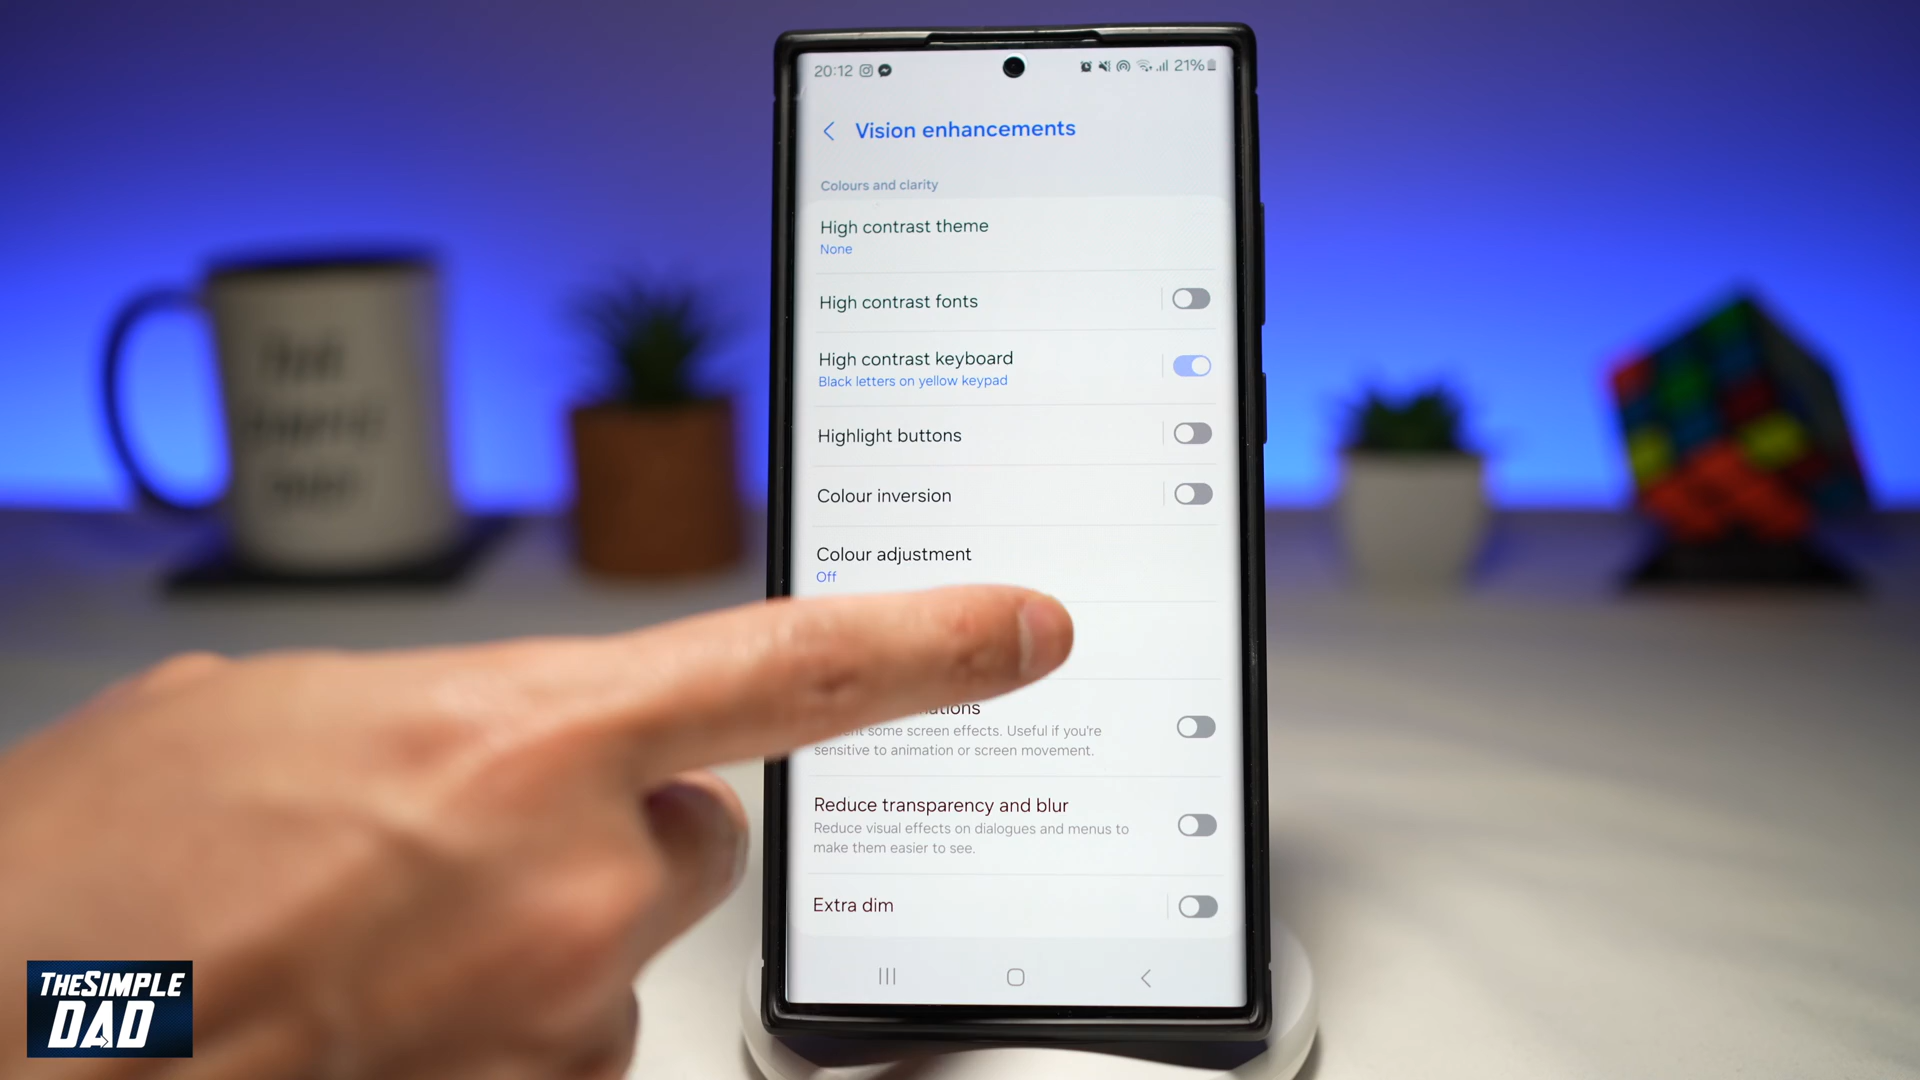 20:12
21%
Vision enhancements
Colours and clarity
High contrast theme
None
High contrast fonts
High contrast keyboard
Black letters on yellow keypad
Highlight buttons
Colour inversion
Colour adjustment
Off
some screen effects. Useful if you're
sensitive to animation or screen movement.
Reduce transparency and blur
Reduce visual effects on dialogues and menus to
make them easier to see.
Extra dim
THESIMPLE
DAD